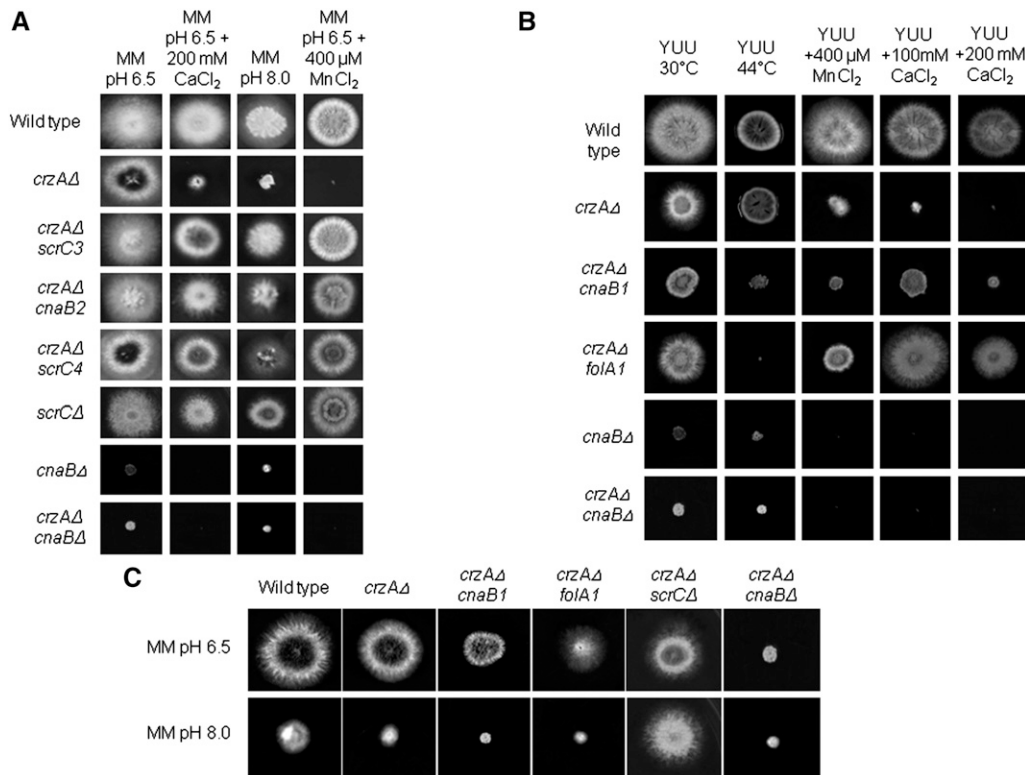 A
MM
pH 6.5
MM
pH 6.5 +
200 mM
CaCl₂
MM
pH 8.0
MM
pH 6.5 +
400 µM
MnCl₂
Wild type
crzAΔ
crzAΔ
scrC3
crzAΔ
cnaB2
crzAΔ
scrC4
scrCΔ
cnaBΔ
crzAΔ
cnaBΔ
B
YUU
30°C
YUU
44°C
YUU
+400 µM
MnCl₂
YUU
+100mM
CaCl₂
YUU
+200 mM
CaCl₂
Wild
type
crzAΔ
crzAΔ
cnaB1
crzAΔ
folA1
cnaBΔ
crzAΔ
cnaBΔ
C
Wild type
crzAΔ
crzAΔ
cnaB1
crzAΔ
folA1
crzAΔ
scrCΔ
crzAΔ
cnaBΔ
MM pH 6.5
MM pH 8.0